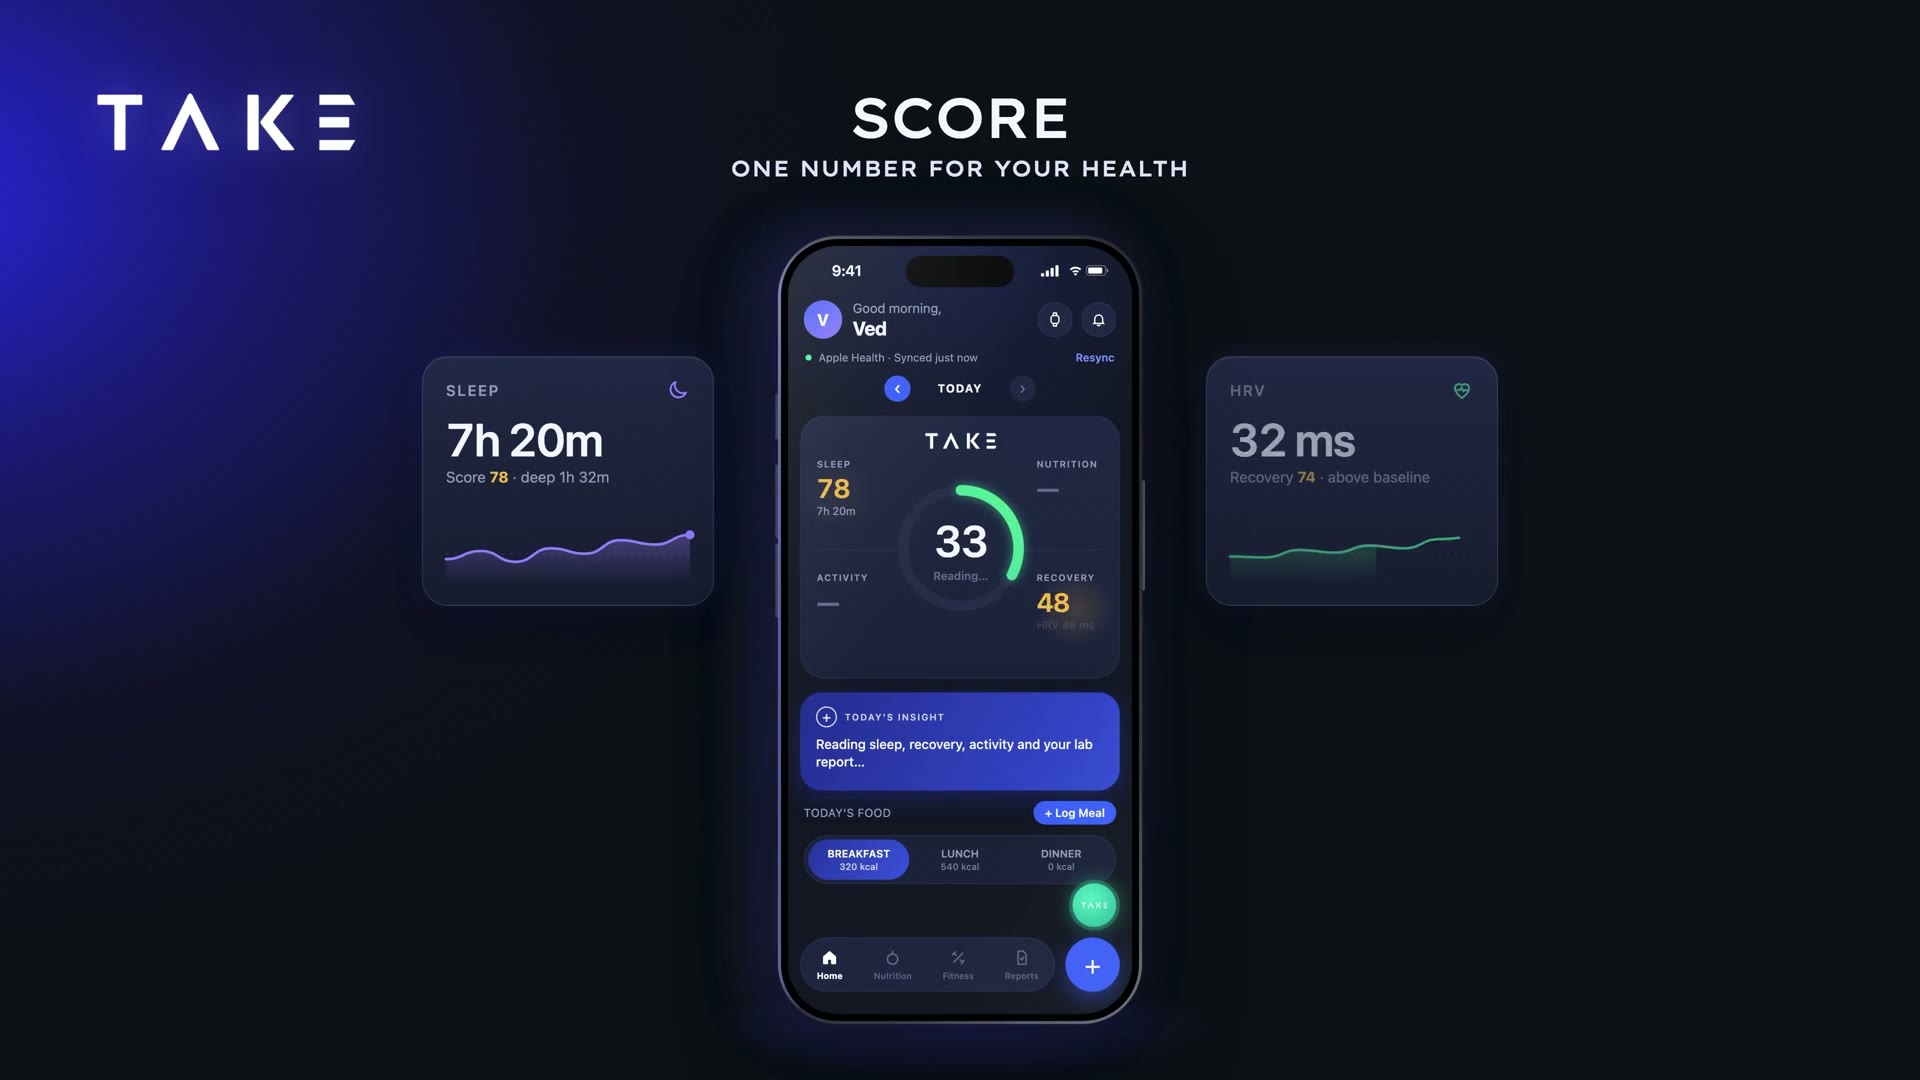 TAKE
SCORE
ONE NUMBER FOR YOUR HEALTH
SLEEP
7h 20m
Score 78 · deep 1h 32m
9:41
V
Good morning,
Ved
Apple Health · Synced just now
Resync
TODAY
TAKE
SLEEP
78
7h 20m
NUTRITION
—
33
Reading...
ACTIVITY
—
RECOVERY
48
HRV 48 ms
TODAY'S INSIGHT
Reading sleep, recovery, activity and your lab
report...
TODAY'S FOOD
+ Log Meal
BREAKFAST
320 kcal
LUNCH
540 kcal
DINNER
0 kcal
TAKE
Home
Nutrition
Fitness
Reports
HRV
32 ms
Recovery 74 · above baseline